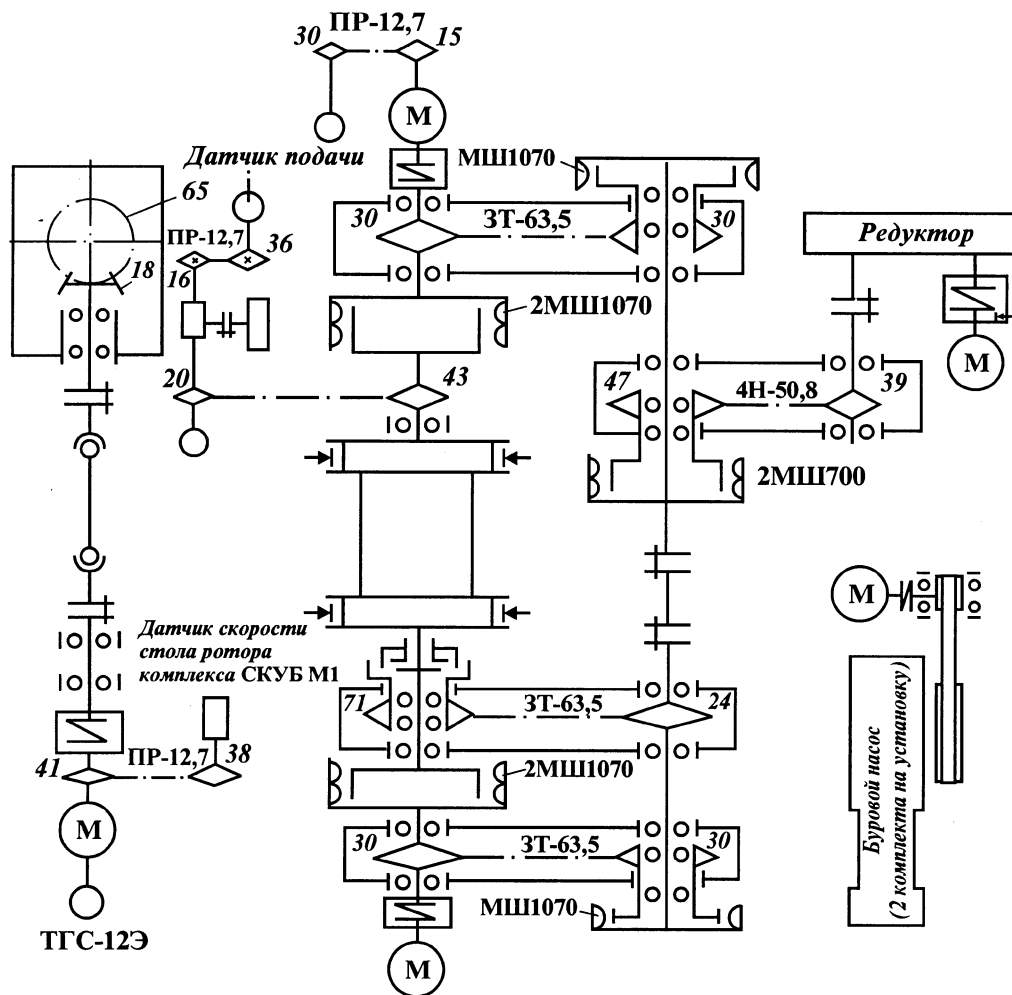 30 ПР-12,7 15
М
Датчик подачи
МШ1070
65
30 3Т-63,5 30
ПР-12,7 36
16
18
Редуктор
2МШ1070
М
20 43 47 4Н-50,8 39
2МШ700
М
Датчик скорости
стола ротора
комплекса СКУБ М1
71 3Т-63,5 24
41 ПР-12,7 38
2МШ1070
М
30 3Т-63,5 30
МШ1070
ТГС-12Э
М
Буровой насос
(2 комплекта на установку)